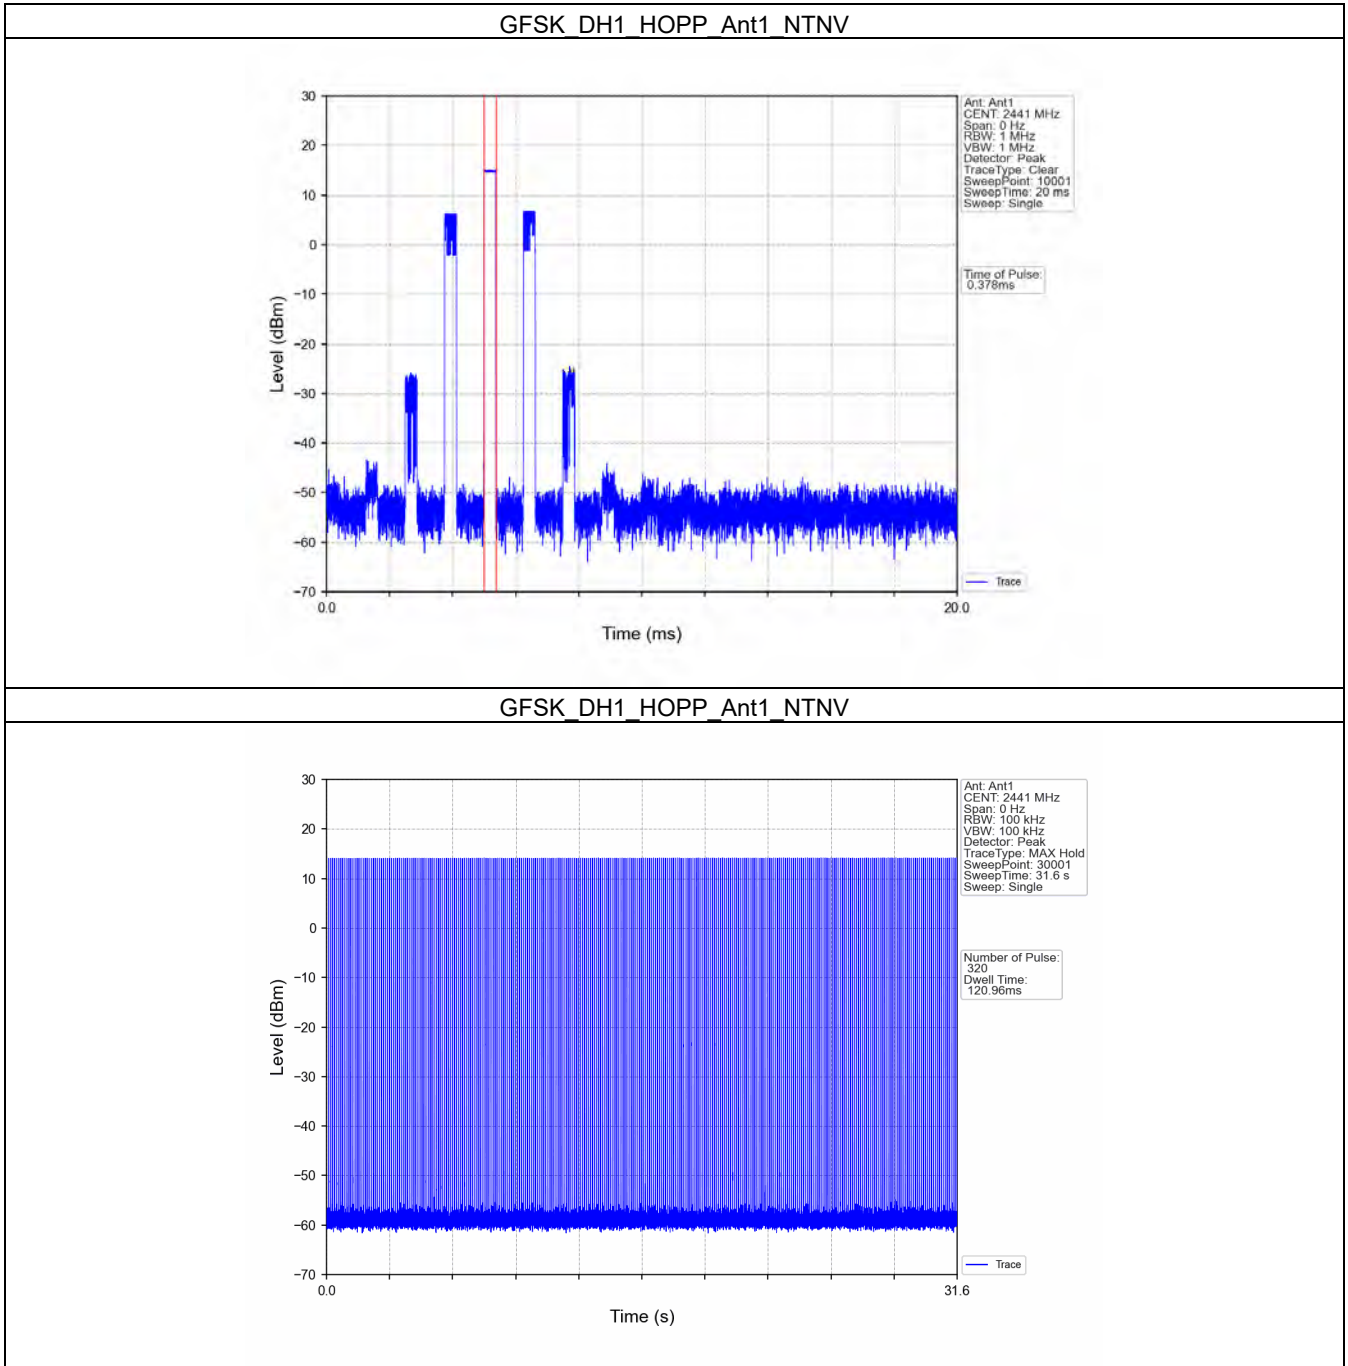 GFSK_DH1_HOPP_Ant1_NTNV
30
20
10
0
−10
−20
−30
−40
−50
−60
−70
Level (dBm)
0.0
20.0
Time (ms)
Ant: Ant1
CENT: 2441 MHz
Span: 0 Hz
RBW: 1 MHz
VBW: 1 MHz
Detector: Peak
TraceType: Clear
SweepPoint: 10001
SweepTime: 20 ms
Sweep: Single
Time of Pulse:
0.378ms
Trace
GFSK_DH1_HOPP_Ant1_NTNV
30
20
10
0
−10
−20
−30
−40
−50
−60
−70
Level (dBm)
0.0
31.6
Time (s)
Ant: Ant1
CENT: 2441 MHz
Span: 0 Hz
RBW: 100 kHz
VBW: 100 kHz
Detector: Peak
TraceType: MAX Hold
SweepPoint: 30001
SweepTime: 31.6 s
Sweep: Single
Number of Pulse:
320
Dwell Time:
120.96ms
Trace